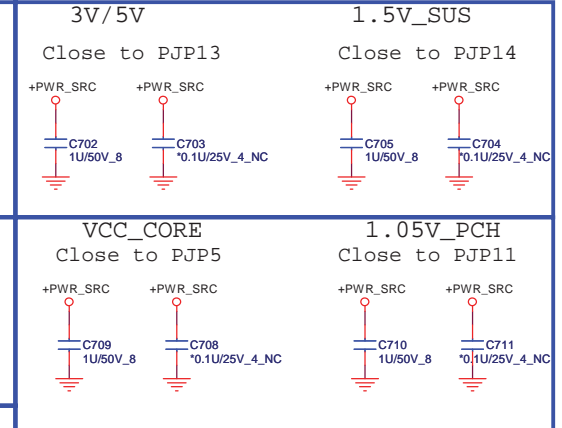 3V/5V
Close to PJP13
+PWR_SRC +PWR_SRC
C702
1U/50V_8
C703
*0.1U/25V_4_NC
1.5V_SUS
Close to PJP14
+PWR_SRC +PWR_SRC
C705
1U/50V_8
C704
*0.1U/25V_4_NC
VCC_CORE
Close to PJP5
+PWR_SRC +PWR_SRC
C709
1U/50V_8
C708
*0.1U/25V_4_NC
1.05V_PCH
Close to PJP11
+PWR_SRC +PWR_SRC
C710
1U/50V_8
C711
*0.1U/25V_4_NC